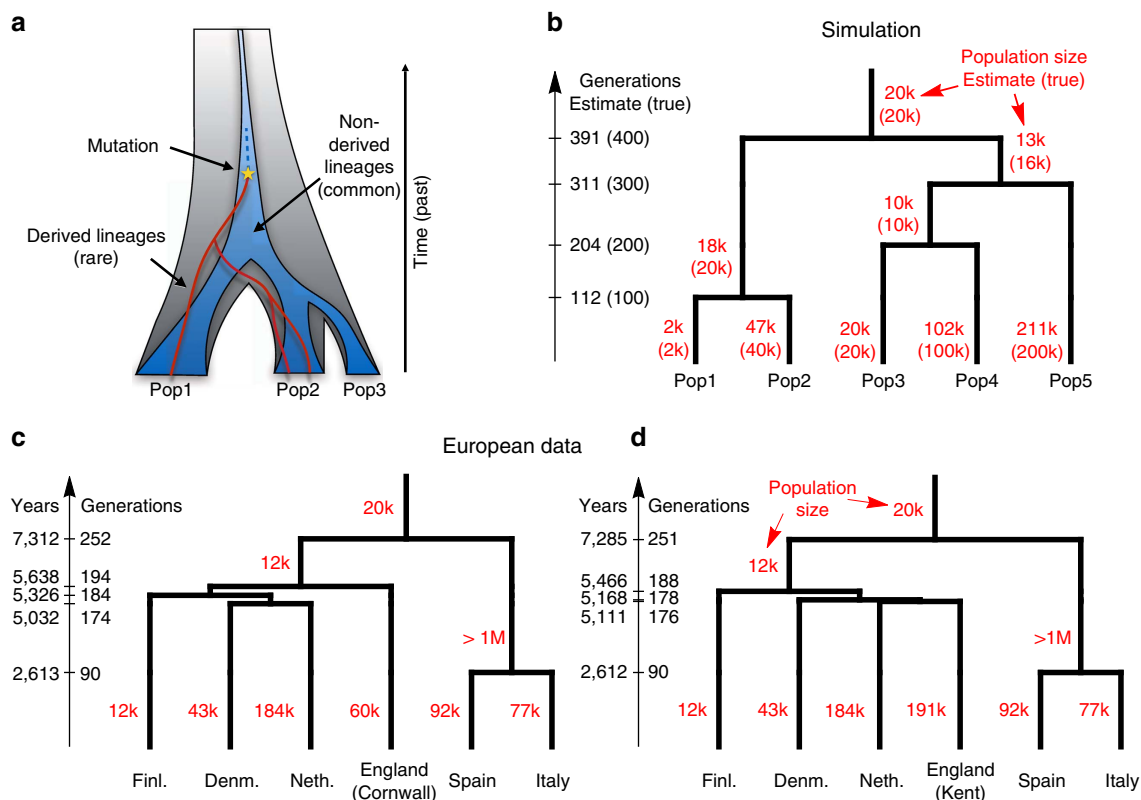 a
Mutation
Non-
derived
lineages
(common)
Derived lineages
(rare)
Time (past)
Pop1
Pop2
Pop3
b
Simulation
Generations
Estimate (true)
Population size
Estimate (true)
20k
(20k)
391 (400)
13k
(16k)
311 (300)
10k
(10k)
204 (200)
18k
(20k)
112 (100)
2k
(2k)
47k
(40k)
20k
(20k)
102k
(100k)
211k
(200k)
Pop1
Pop2
Pop3
Pop4
Pop5
European data
c
Years
Generations
20k
7,312
252
12k
5,638
194
5,326
184
5,032
174
> 1M
2,613
90
12k
43k
184k
60k
92k
77k
Finl.
Denm.
Neth.
England
(Cornwall)
Spain
Italy
d
Years
Generations
Population
size
20k
7,285
251
12k
5,466
188
5,168
178
5,111
176
>1M
2,612
90
12k
43k
184k
191k
92k
77k
Finl.
Denm.
Neth.
England
(Kent)
Spain
Italy